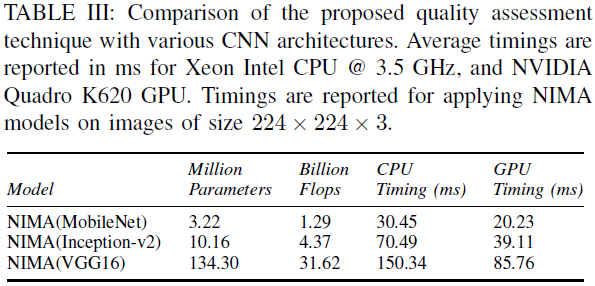 TABLE III: Comparison of the proposed quality assessment
technique with various CNN architectures. Average timings are
reported in ms for Xeon Intel CPU @ 3.5 GHz, and NVIDIA
Quadro K620 GPU. Timings are reported for applying NIMA
models on images of size 224 × 224 × 3.
Million Billion CPU GPU
Model Parameters Flops Timing (ms) Timing (ms)
NIMA(MobileNet) 3.22 1.29 30.45 20.23
NIMA(Inception-v2) 10.16 4.37 70.49 39.11
NIMA(VGG16) 134.30 31.62 150.34 85.76